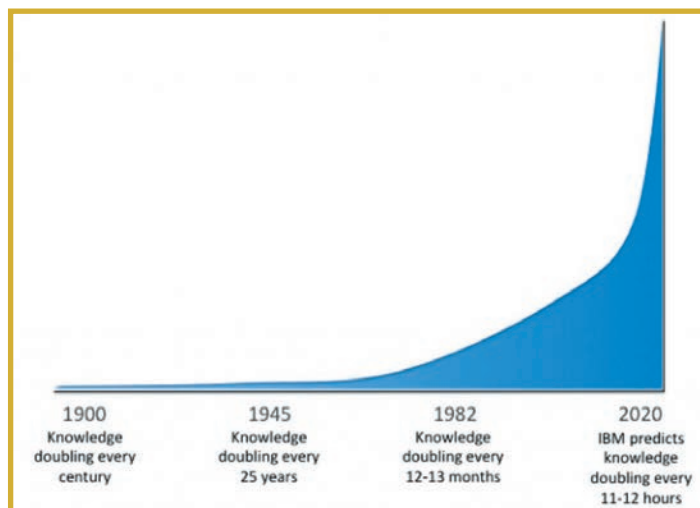 1900
Knowledge
doubling every
century
1945
Knowledge
doubling every
25 years
1982
Knowledge
doubling every
12-13 months
2020
IBM predicts
knowledge
doubling every
11-12 hours